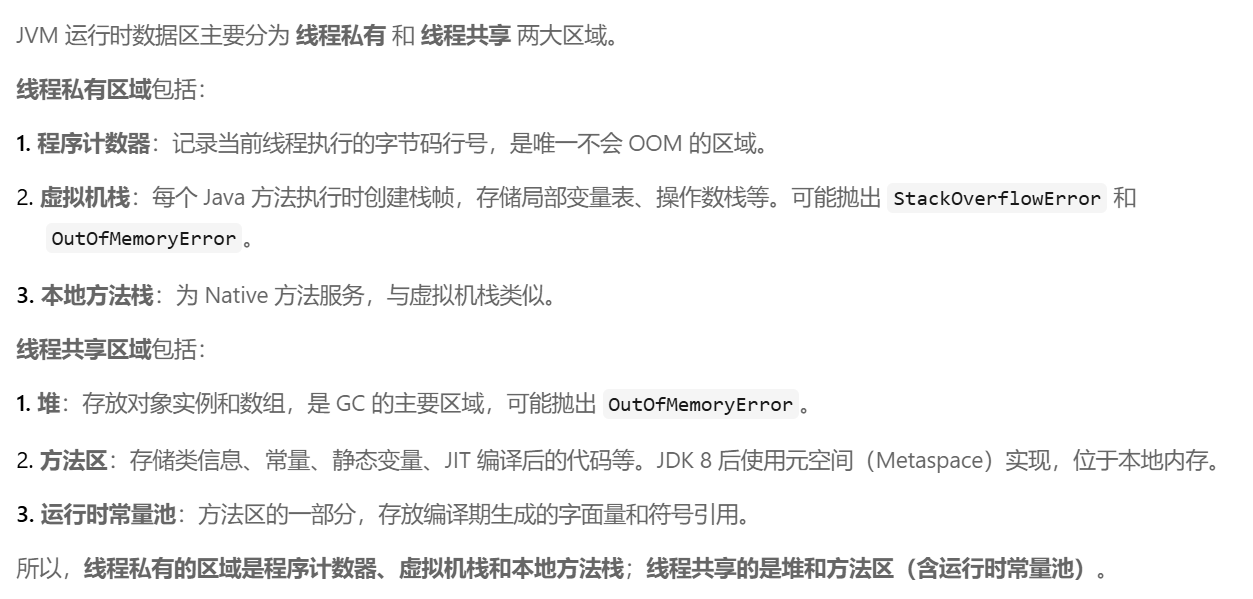 JVM 运行时数据区主要分为 线程私有 和 线程共享 两大区域。
线程私有区域包括：
1. 程序计数器：记录当前线程执行的字节码行号，是唯一不会 OOM 的区域。
2. 虚拟机栈：每个 Java 方法执行时创建栈帧，存储局部变量表、操作数栈等。可能抛出 StackOverflowError 和
OutOfMemoryError。
3. 本地方法栈：为 Native 方法服务，与虚拟机栈类似。
线程共享区域包括：
1. 堆：存放对象实例和数组，是 GC 的主要区域，可能抛出 OutOfMemoryError。
2. 方法区：存储类信息、常量、静态变量、JIT 编译后的代码等。JDK 8 后使用元空间（Metaspace）实现，位于本地内存。
3. 运行时常量池：方法区的一部分，存放编译期生成的字面量和符号引用。
所以，线程私有的区域是程序计数器、虚拟机栈和本地方法栈；线程共享的是堆和方法区（含运行时常量池）。